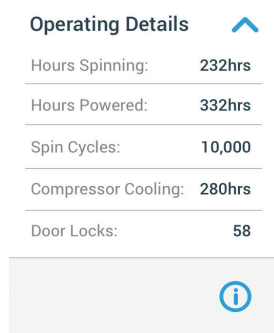 Operating Details
Hours Spinning: 232hrs
Hours Powered: 332hrs
Spin Cycles: 10,000
Compressor Cooling: 280hrs
Door Locks: 58